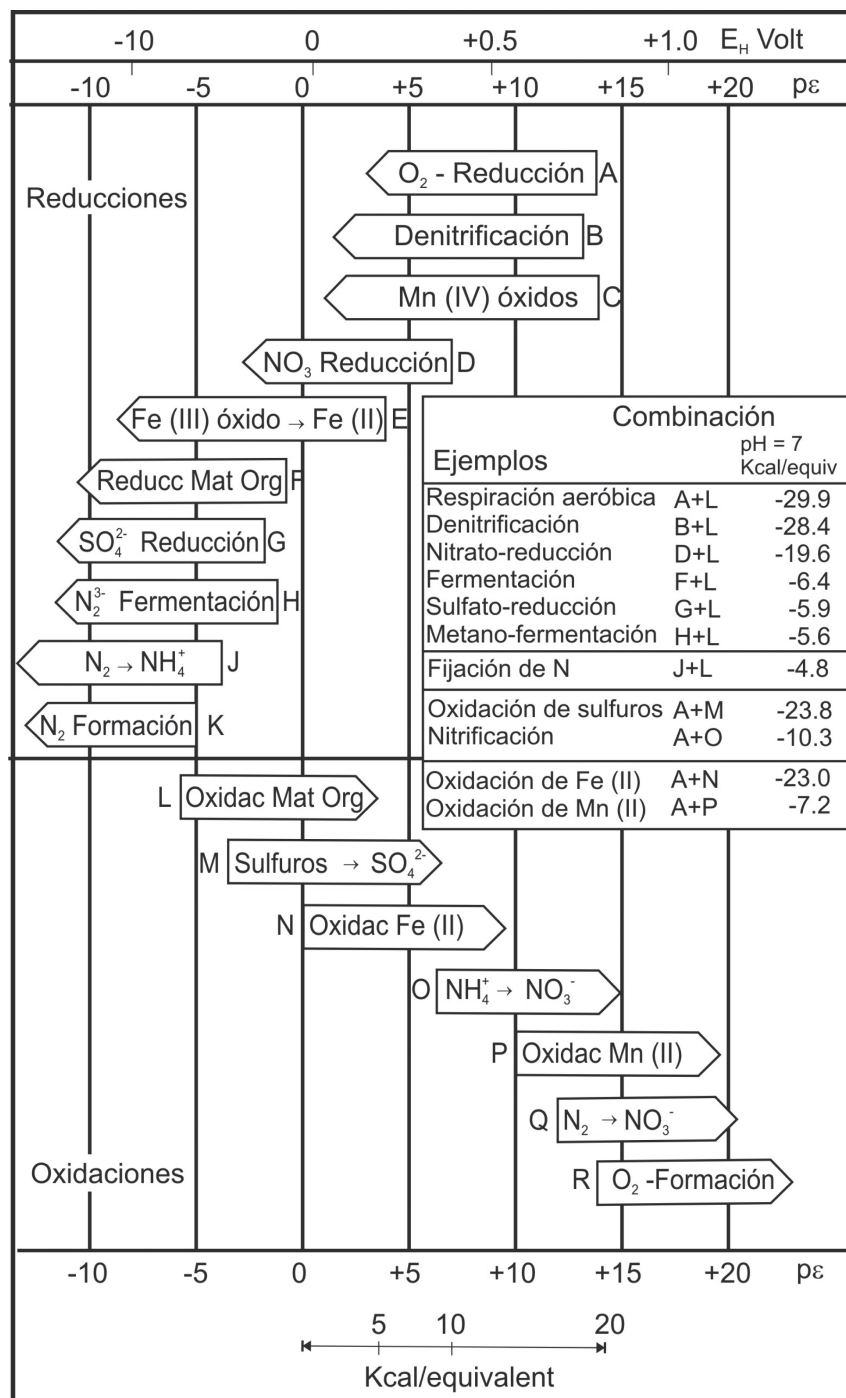 -10 0 +0.5 +1.0 E_H Volt
-10 -5 0 +5 +10 +15 +20 pε
O₂ - Reducción A
Reducciones
Denitrificación B
Mn (IV) óxidos C
NO₃ Reducción D
Fe (III) óxido → Fe (II) E
Reducc Mat Org F
SO₄²⁻ Reducción G
N₂³⁻ Fermentación H
N₂ → NH₄⁺ J
N₂ Formación K
Combinación
Ejemplos pH = 7
Kcal/equiv
Respiración aeróbica A+L -29.9
Denitrificación B+L -28.4
Nitrato-reducción D+L -19.6
Fermentación F+L -6.4
Sulfato-reducción G+L -5.9
Metano-fermentación H+L -5.6
Fijación de N J+L -4.8
Oxidación de sulfuros A+M -23.8
Nitrificación A+O -10.3
Oxidación de Fe (II) A+N -23.0
Oxidación de Mn (II) A+P -7.2
L Oxidac Mat Org
M Sulfuros → SO₄²⁻
N Oxidac Fe (II)
O NH₄⁺ → NO₃⁻
P Oxidac Mn (II)
Q N₂ → NO₃⁻
Oxidaciones
R O₂ -Formación
-10 -5 0 +5 +10 +15 +20 pε
5 10 20
Kcal/equivalent